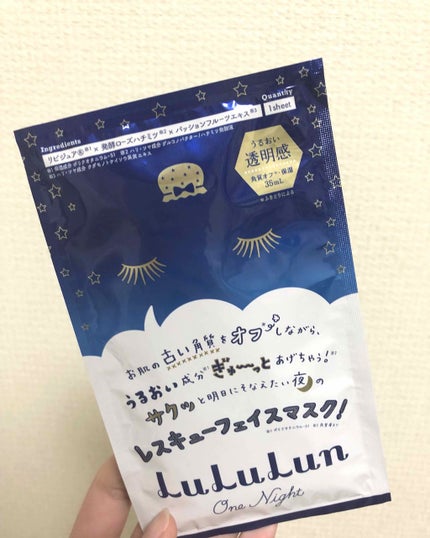 Ingredients
リピジュア® ※1 × 発酵ローズハチミツ ※2 × パッションフルーツエキス ※3
Quantity
1 sheet
うるおい
透明感
角質オフ※・保湿
35mL
お肌の古い角質をオフしながら、
うるおい成分ぎゅ〜っとあげちゃう!
サクッと明日にそなえたい夜の
レスキューフェイスマスク!
LuLuLun
One Night